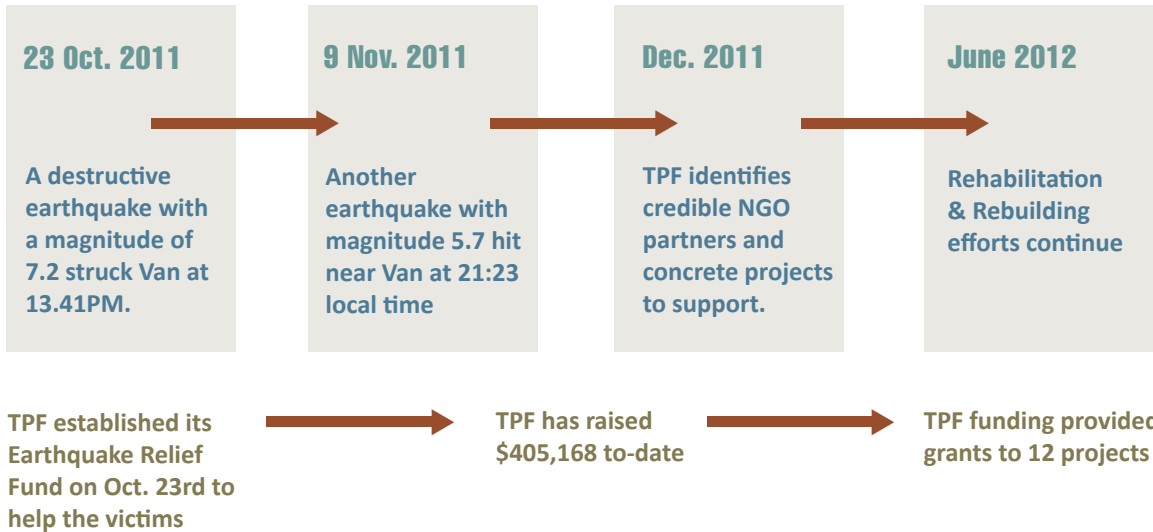 23 Oct. 2011
A destructive
earthquake with
a magnitude of
7.2 struck Van at
13.41PM.
9 Nov. 2011
Another
earthquake with
magnitude 5.7 hit
near Van at 21:23
local time
Dec. 2011
TPF identifies
credible NGO
partners and
concrete projects
to support.
June 2012
Rehabilitation
& Rebuilding
efforts continue
TPF established its
Earthquake Relief
Fund on Oct. 23rd to
help the victims
TPF has raised
$405,168 to-date
TPF funding provided
grants to 12 projects